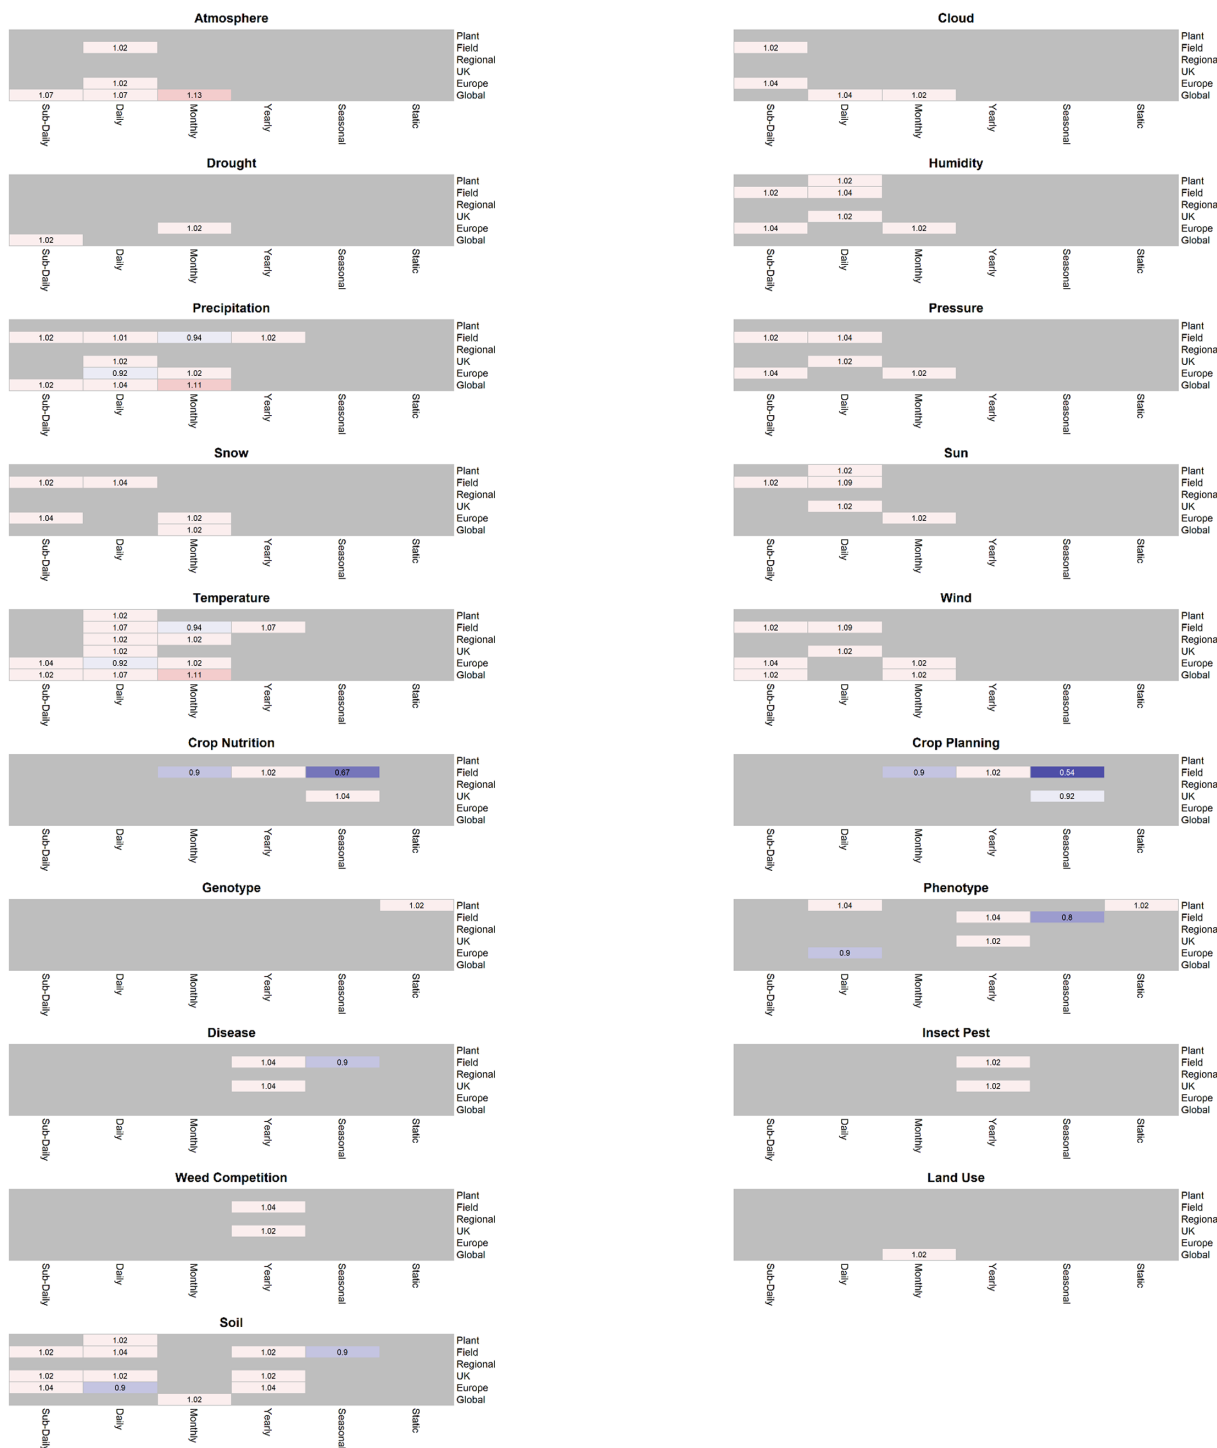 Atmosphere
Plant
1.02 Field
Regional
UK
1.02 Europe
1.07 1.07 1.13 Global
Sub-Daily Daily Monthly Yearly Seasonal Static
Cloud
Plant
1.02 Field
Regional
UK
1.04 Europe
1.04 1.02 Global
Sub-Daily Daily Monthly Yearly Seasonal Static
Drought
Plant
Field
Regional
UK
1.02 Europe
1.02 Global
Sub-Daily Daily Monthly Yearly Seasonal Static
Humidity
1.02 Plant
1.02 1.04 Field
Regional
1.02 UK
1.04 1.02 Europe
Global
Sub-Daily Daily Monthly Yearly Seasonal Static
Precipitation
Plant
1.02 1.01 0.94 1.02 Field
Regional
1.02 UK
0.92 1.02 Europe
1.02 1.04 1.11 Global
Sub-Daily Daily Monthly Yearly Seasonal Static
Pressure
Plant
1.02 1.04 Field
Regional
1.02 UK
1.04 1.02 Europe
Global
Sub-Daily Daily Monthly Yearly Seasonal Static
Snow
Plant
1.02 1.04 Field
Regional
UK
1.04 1.02 Europe
1.02 Global
Sub-Daily Daily Monthly Yearly Seasonal Static
Sun
1.02 Plant
1.02 1.09 Field
Regional
1.02 UK
1.02 Europe
Global
Sub-Daily Daily Monthly Yearly Seasonal Static
Temperature
1.02 Plant
1.07 0.94 1.07 Field
1.02 1.02 Regional
1.02 UK
1.04 0.92 1.02 Europe
1.02 1.07 1.11 Global
Sub-Daily Daily Monthly Yearly Seasonal Static
Wind
Plant
1.02 1.09 Field
Regional
1.02 UK
1.04 1.02 Europe
1.02 1.02 Global
Sub-Daily Daily Monthly Yearly Seasonal Static
Crop Nutrition
Plant
0.9 1.02 0.67 Field
Regional
1.04 UK
Europe
Global
Sub-Daily Daily Monthly Yearly Seasonal Static
Crop Planning
Plant
0.9 1.02 0.54 Field
Regional
0.92 UK
Europe
Global
Sub-Daily Daily Monthly Yearly Seasonal Static
Genotype
1.02 Plant
Field
Regional
UK
Europe
Global
Sub-Daily Daily Monthly Yearly Seasonal Static
Phenotype
1.04 1.02 Plant
1.04 0.8 Field
Regional
1.02 UK
0.9 Europe
Global
Sub-Daily Daily Monthly Yearly Seasonal Static
Disease
Plant
1.04 0.9 Field
Regional
1.04 UK
Europe
Global
Sub-Daily Daily Monthly Yearly Seasonal Static
Insect Pest
Plant
1.02 Field
Regional
1.02 UK
Europe
Global
Sub-Daily Daily Monthly Yearly Seasonal Static
Weed Competition
Plant
1.04 Field
Regional
1.02 UK
Europe
Global
Sub-Daily Daily Monthly Yearly Seasonal Static
Land Use
Plant
Field
Regional
UK
Europe
1.02 Global
Sub-Daily Daily Monthly Yearly Seasonal Static
Soil
1.02 Plant
1.02 1.04 1.02 0.9 Field
Regional
1.02 1.02 1.02 UK
1.04 0.9 1.04 Europe
1.02 Global
Sub-Daily Daily Monthly Yearly Seasonal Static